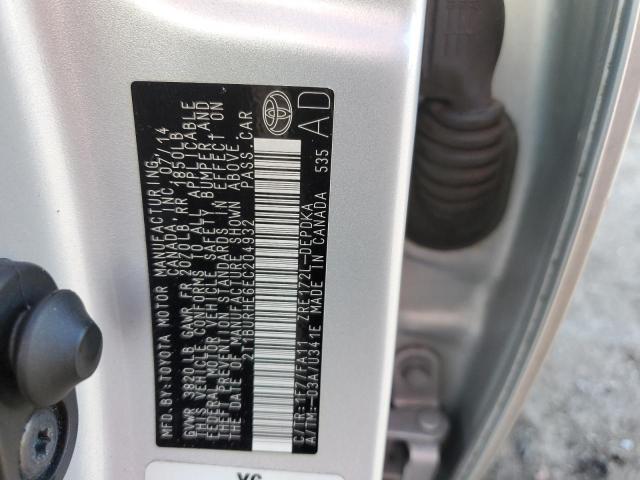 MFD.BY:TOYOTA MOTOR MANUFACTURING
CANADA, INC. 07/14
GVWR 3820LB GAWR FR 2020LB RR 1850LB
THIS VEHICLE CONFORMS TO ALL APPLICABLE
FEDERAL MOTOR VEHICLE SAFETY, BUMPER, AND
THEFT PREVENTION STANDARDS IN EFFECT ON
THE DATE OF MANUFACTURE SHOWN ABOVE.
2T1BURHE6EC204932 PASS.CAR
C/TR:1F7/FA11 ZRE172L-DEPDKA
A/TM:-03A/U341E MADE IN CANADA 535
AD